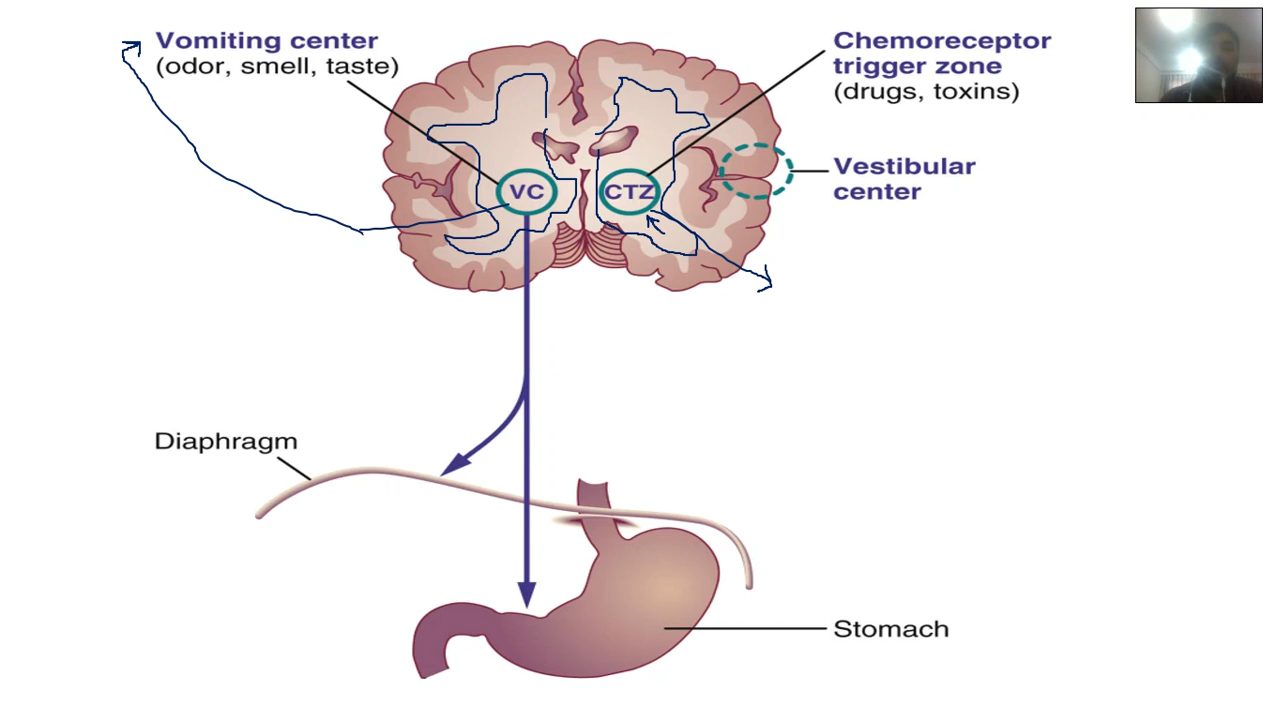 Vomiting center
(odor, smell, taste)
Chemoreceptor
trigger zone
(drugs, toxins)
Vestibular
center
VC
CTZ
Diaphragm
Stomach